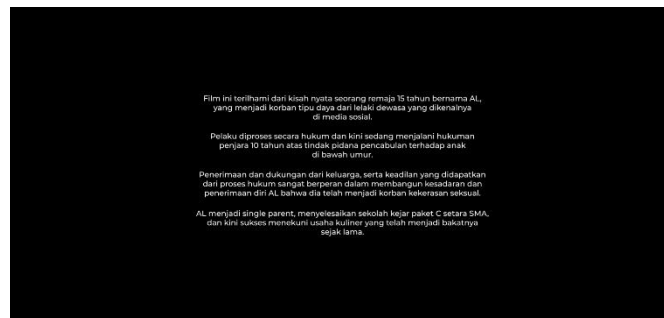 Film ini terilhami dari kisah nyata seorang remaja 15 tahun bernama AL,
yang menjadi korban tipu daya dari lelaki dewasa yang dikenalnya
di media sosial.
Pelaku diproses secara hukum dan kini sedang menjalani hukuman
penjara 10 tahun atas tindak pidana pencabulan terhadap anak
di bawah umur.
Penerimaan dan dukungan dari keluarga, serta keadilan yang didapatkan
dari proses hukum sangat berperan dalam membangun kesadaran dan
penerimaan diri AL bahwa dia telah menjadi korban kekerasan seksual.
AL menjadi single parent, menyelesaikan sekolah kejar paket C setara SMA,
dan kini sukses menekuni usaha kuliner yang telah menjadi bakatnya
sejak lama.